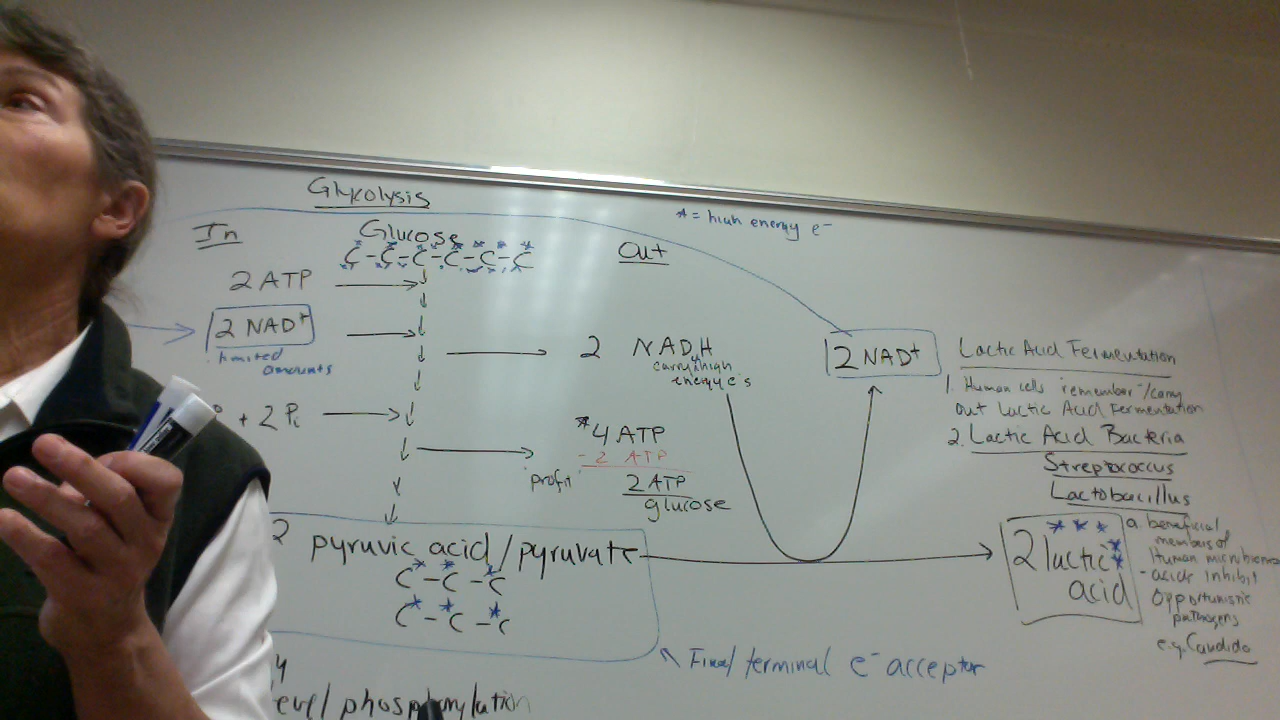 Glycolysis
* = high energy e-
In
Glucose
C-C-C-C-C-C
Out
2 ATP
2 NAD+
limited
amounts
2 NADH
carry high
energy e's
2 NAD+
+ 2 Pi
*4 ATP
-2 ATP
profit
2 ATP
glucose
2 pyruvic acid/pyruvate
C-C-C
C-C-C
Final/terminal e- acceptor
level phosphorylation
Lactic Acid Fermentation
1. Human cells "remember"/carry
out Lactic Acid Fermentation
2. Lactic Acid Bacteria
Streptococcus
Lactobacillus
* * *
2 lactic
acid
a. beneficial
members of
Human microbiome
- acids inhibit
opportunistic
pathogens
e.g. Candida